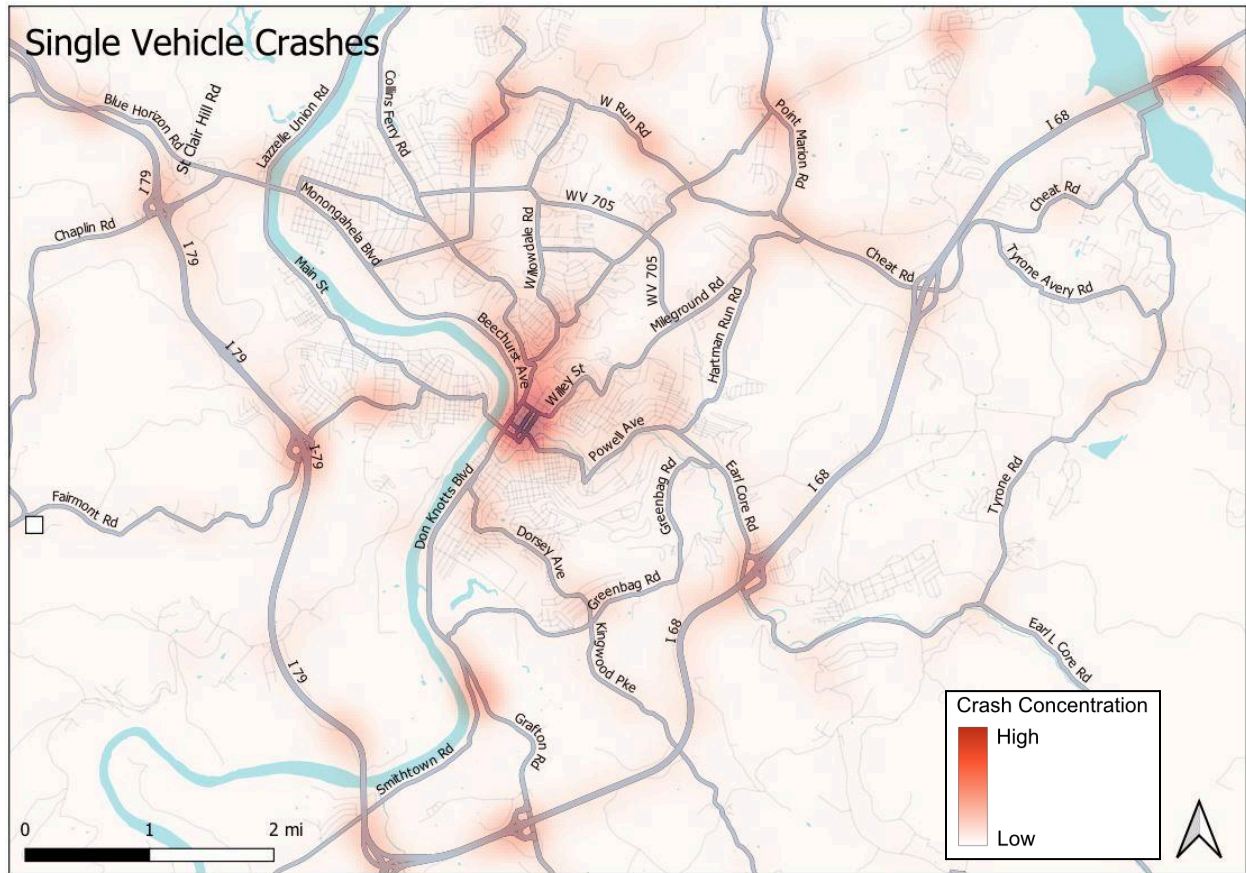 Single Vehicle Crashes
Blue Horizon Rd
St Clair Hill Rd
Lazzelle Union Rd
Collins Ferry Rd
W Run Rd
Point Marion Rd
I 68
I 79
Chaplin Rd
I 79
Monongahela Blvd
WV 705
Willowdale Rd
WV 705
Cheat Rd
Cheat Rd
Tyrone Avery Rd
Main St
Mileground Rd
Hartman Run Rd
Beechurst Ave
I 79
Willey St
I-79
Powell Ave
Greenbag Rd
Earl Core Rd
I 68
Tyrone Rd
Fairmont Rd
Don Knotts Blvd
Dorsey Ave
Greenbag Rd
Kingwood Pke
I 68
Earl L Core Rd
I 79
Grafton Rd
Smithtown Rd
Crash Concentration
High
Low
0 1 2 mi